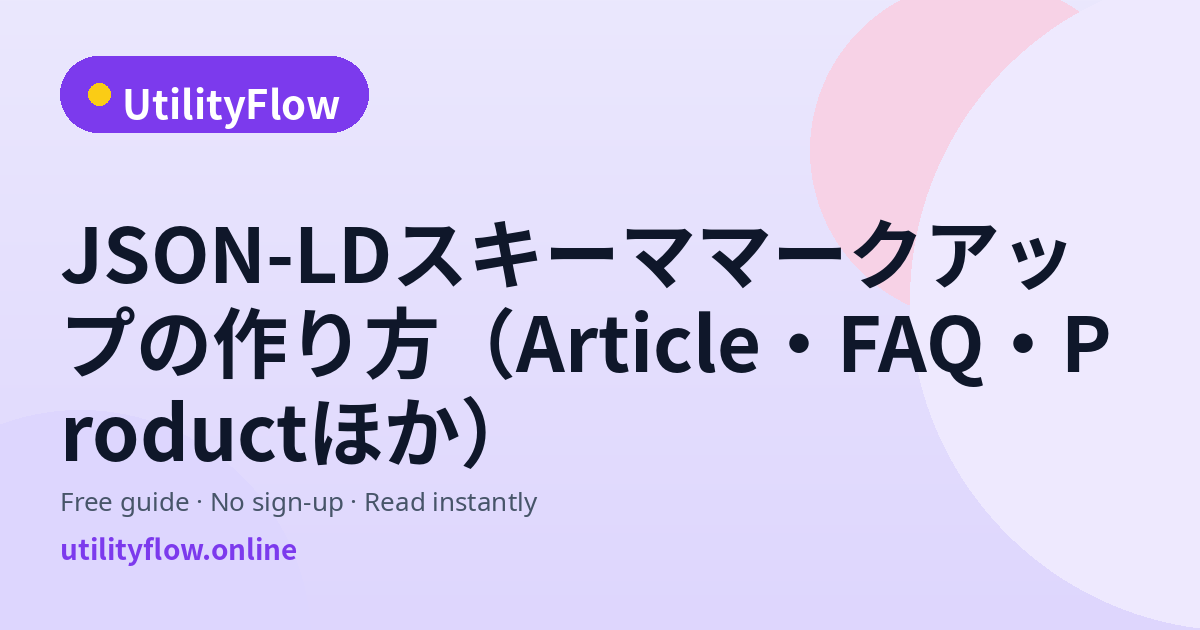 UtilityFlow
JSON-LDスキーママークアッ
プの作り方（Article・FAQ・P
roductほか）
Free guide · No sign-up · Read instantly
utilityflow.online